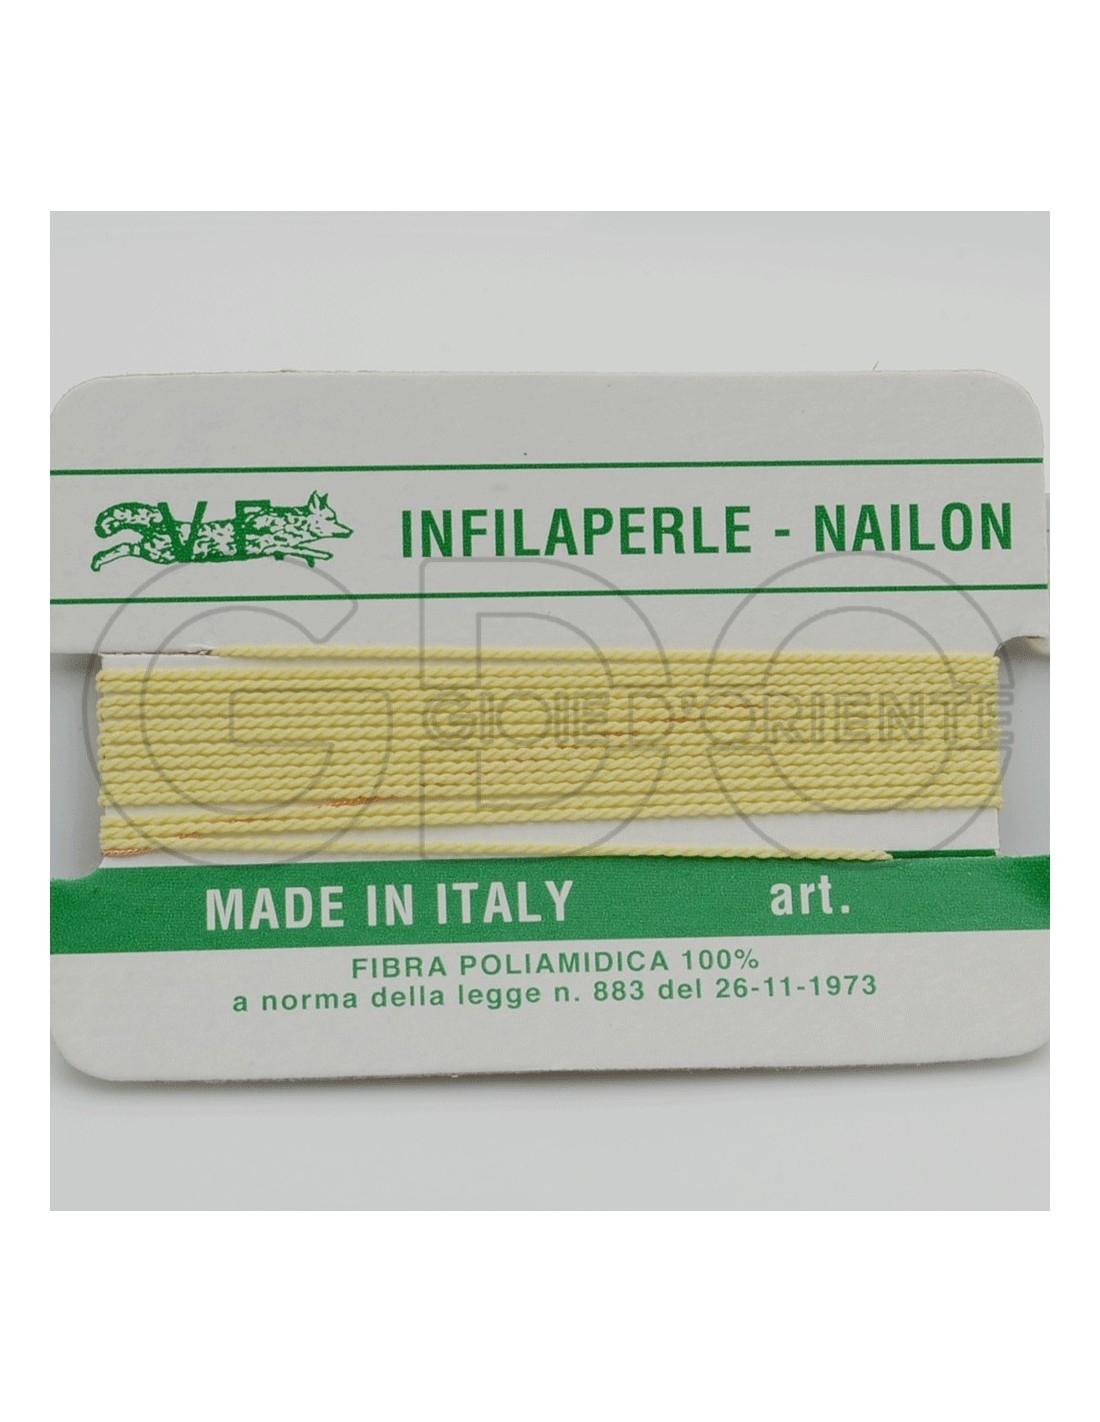 V.F.
INFILAPERLE - NAILON
GDO
GIOIE D'ORIENTE
MADE IN ITALY art.
FIBRA POLIAMIDICA 100%
a norma della legge n. 883 del 26-11-1973